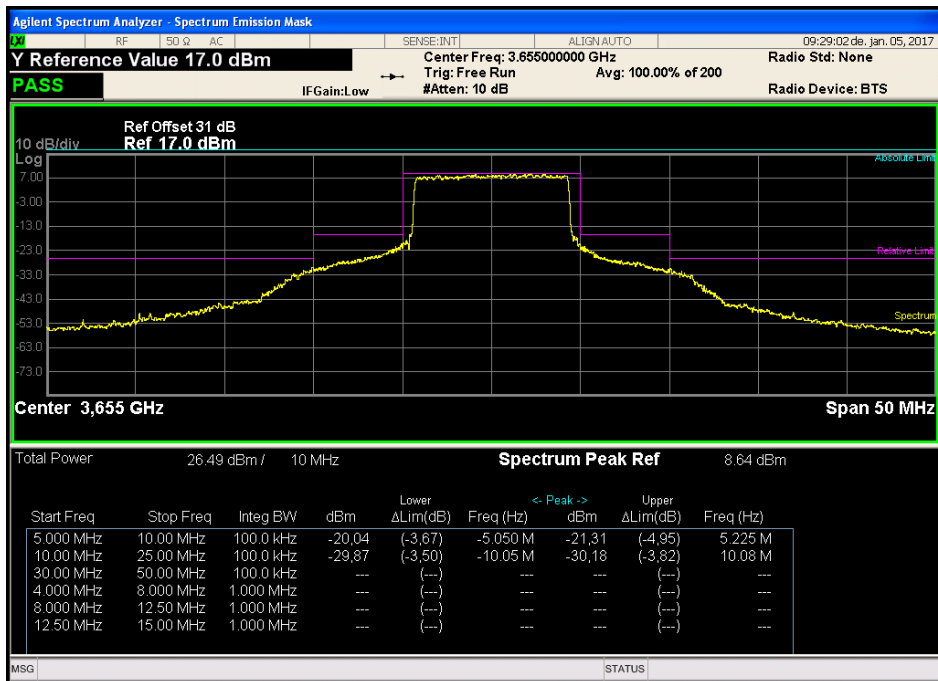 Agilent Spectrum Analyzer - Spectrum Emission Mask
LXI RF 50 Ω AC SENSE:INT ALIGN AUTO 09:29:02 de. jan. 05, 2017
Y Reference Value 17.0 dBm Center Freq: 3.655000000 GHz Radio Std: None
Trig: Free Run Avg: 100.00% of 200
PASS IFGain:Low #Atten: 10 dB Radio Device: BTS
Ref Offset 31 dB
10 dB/div Ref 17.0 dBm
Log
Absolute Limit
7.00
-3.00
-13.0
-23.0
Relative Limit
-33.0
-43.0
-53.0
Spectrum
-63.0
-73.0
Center 3,655 GHz Span 50 MHz
Total Power 26.49 dBm / 10 MHz Spectrum Peak Ref 8.64 dBm
Lower <- Peak -> Upper
Start Freq Stop Freq Integ BW dBm ΔLim(dB) Freq (Hz) dBm ΔLim(dB) Freq (Hz)
5.000 MHz 10.00 MHz 100.0 kHz -20,04 (-3,67) -5.050 M -21,31 (-4,95) 5.225 M
10.00 MHz 25.00 MHz 100.0 kHz -29,87 (-3,50) -10.05 M -30,18 (-3,82) 10.08 M
30.00 MHz 50.00 MHz 100.0 kHz --- (---) --- --- (---) ---
4.000 MHz 8.000 MHz 1.000 MHz --- (---) --- --- (---) ---
8.000 MHz 12.50 MHz 1.000 MHz --- (---) --- --- (---) ---
12.50 MHz 15.00 MHz 1.000 MHz --- (---) --- --- (---) ---
MSG STATUS